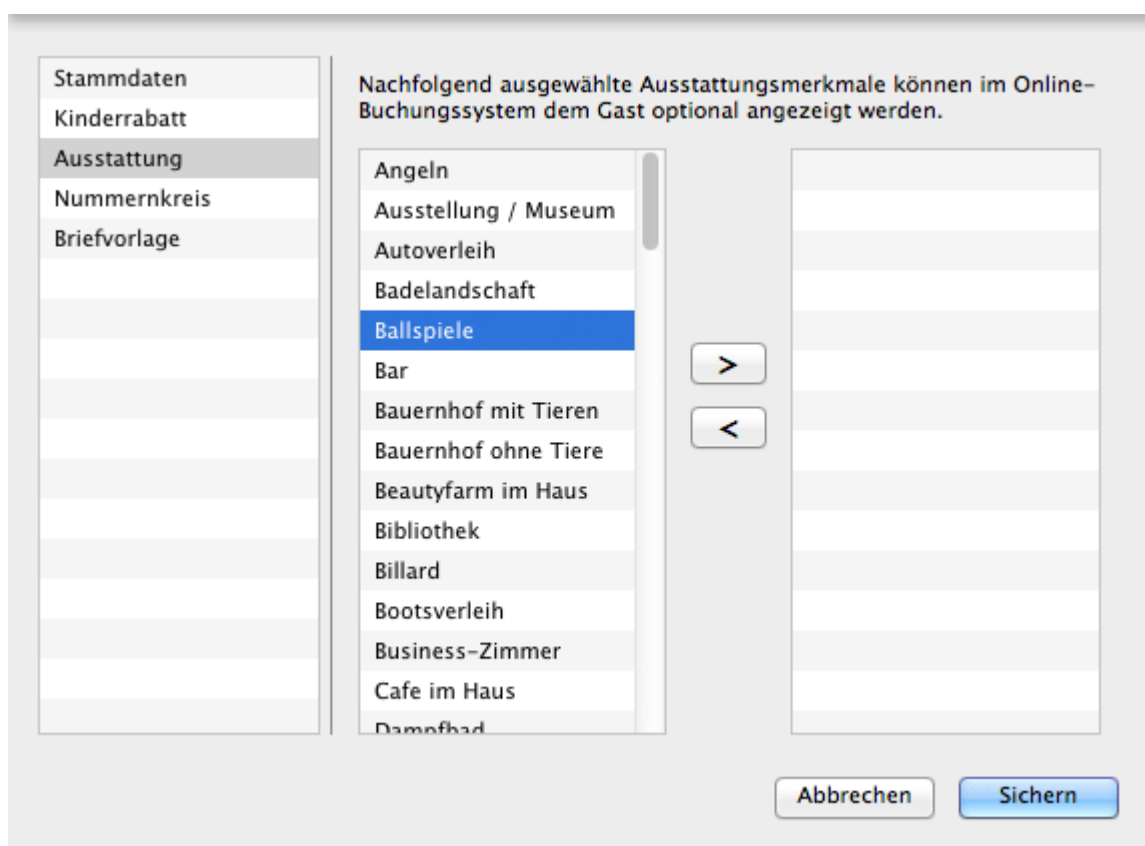 Stammdaten
Kinderrabatt
Ausstattung
Nummernkreis
Briefvorlage
Nachfolgend ausgewählte Ausstattungsmerkmale können im Online-
Buchungssystem dem Gast optional angezeigt werden.
Angeln
Ausstellung / Museum
Autoverleih
Badelandschaft
Ballspiele
Bar
Bauernhof mit Tieren
Bauernhof ohne Tiere
Beautyfarm im Haus
Bibliothek
Billard
Bootsverleih
Business-Zimmer
Cafe im Haus
Dampfbad
>
<
Abbrechen
Sichern